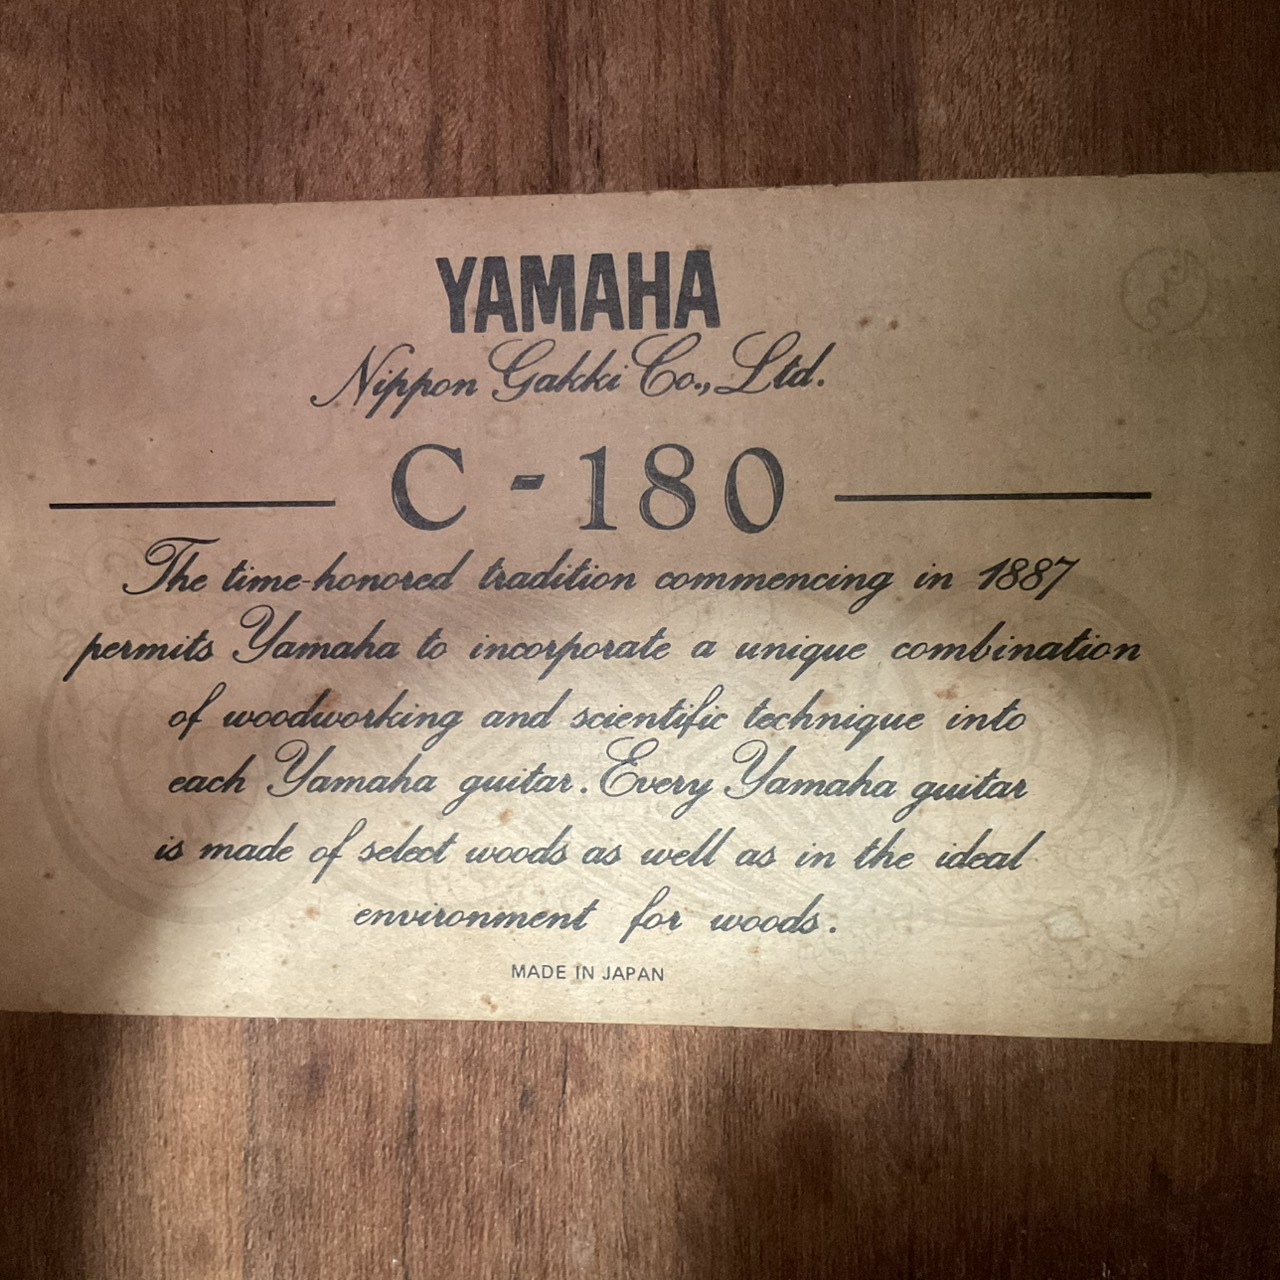 YAMAHA
Nippon Gakki Co., Ltd.
C - 180
The time-honored tradition commencing in 1887
permits Yamaha to incorporate a unique combination
of woodworking and scientific technique into
each Yamaha guitar. Every Yamaha guitar
is made of select woods as well as in the ideal
environment for woods.
MADE IN JAPAN